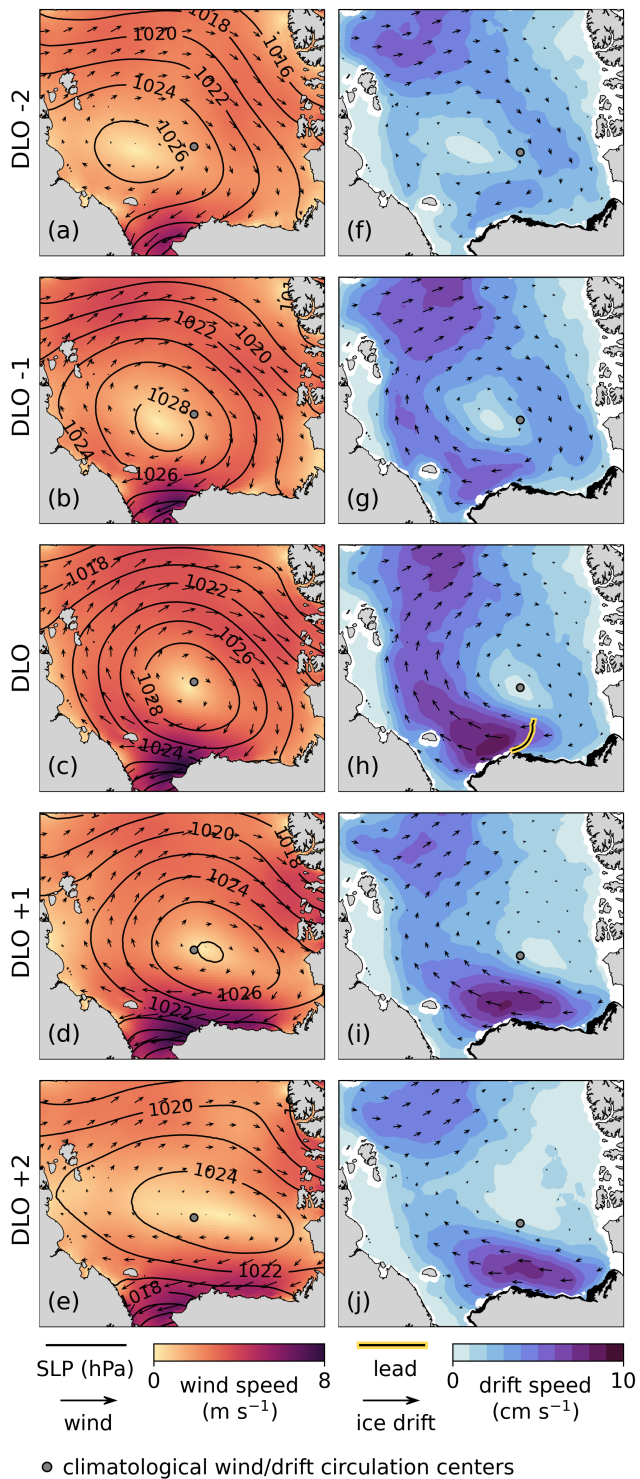 DLO -2
1018
1020
1016
1022
1024
1026
(a)
(f)
DLO -1
1022
1020
1028
1024
1026
(b)
(g)
DLO
1018
1022
1026
1028
1024
(c)
(h)
DLO +1
1020
1018
1024
1026
1022
(d)
(i)
DLO +2
1020
1024
1022
1018
(e)
(j)
SLP (hPa)
wind
0 wind speed 8
(m s⁻¹)
lead
ice drift
0 drift speed 10
(cm s⁻¹)
climatological wind/drift circulation centers